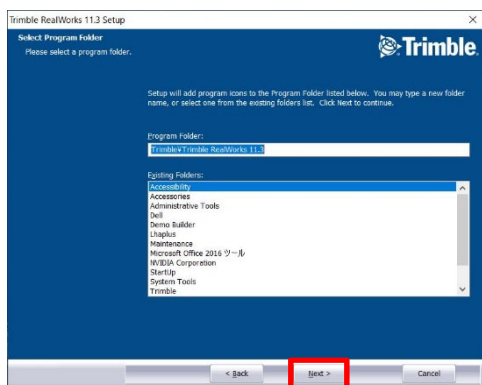 Trimble RealWorks 11.3 Setup
Select Program Folder
Please select a program folder.
Trimble.
Setup will add program icons to the Program Folder listed below. You may type a new folder
name, or select one from the existing folders list. Click Next to continue.
Program Folder:
Trimble¥Trimble RealWorks 11.3
Existing Folders:
Accessibility
Accessories
Administrative Tools
Dell
Demo Builder
Lhaplus
Maintenance
Microsoft Office 2016 ツール
NVIDIA Corporation
StartUp
System Tools
Trimble
< Back
Next >
Cancel